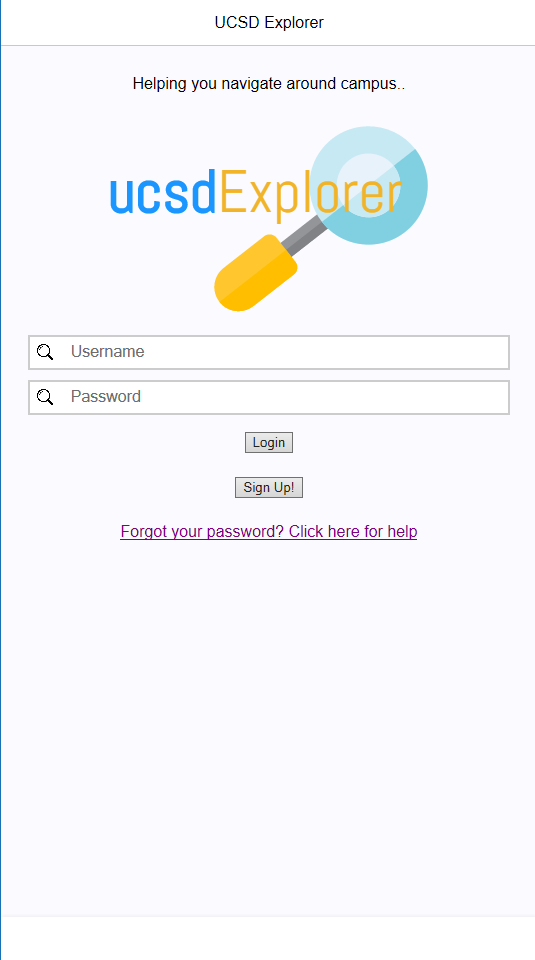 UCSD Explorer
Helping you navigate around campus..
ucsdExplorer
Username
Password
Login
Sign Up!
Forgot your password? Click here for help